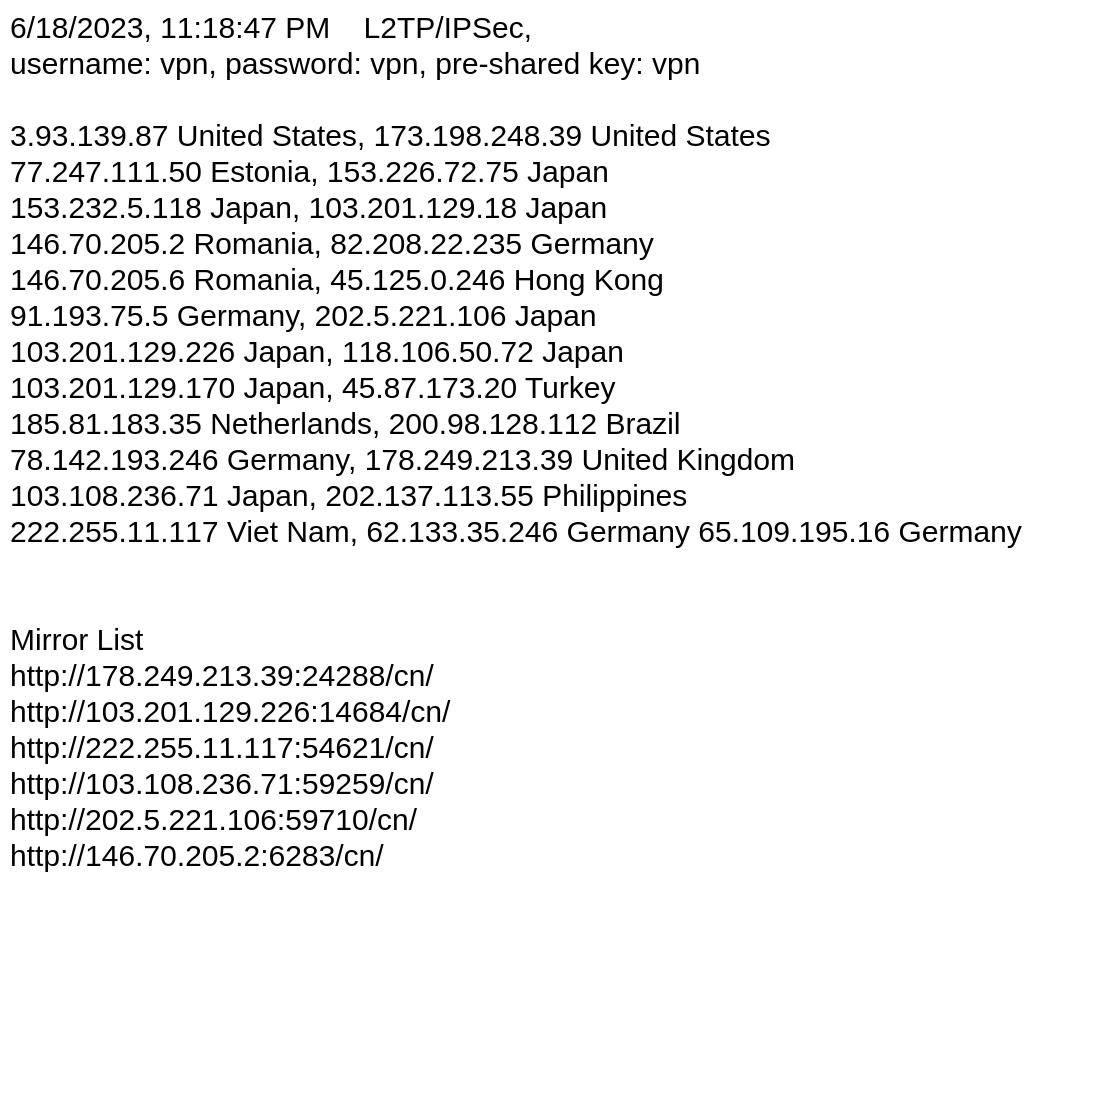 6/18/2023, 11:18:47 PM    L2TP/IPSec,
username: vpn, password: vpn, pre-shared key: vpn
3.93.139.87 United States, 173.198.248.39 United States
77.247.111.50 Estonia, 153.226.72.75 Japan
153.232.5.118 Japan, 103.201.129.18 Japan
146.70.205.2 Romania, 82.208.22.235 Germany
146.70.205.6 Romania, 45.125.0.246 Hong Kong
91.193.75.5 Germany, 202.5.221.106 Japan
103.201.129.226 Japan, 118.106.50.72 Japan
103.201.129.170 Japan, 45.87.173.20 Turkey
185.81.183.35 Netherlands, 200.98.128.112 Brazil
78.142.193.246 Germany, 178.249.213.39 United Kingdom
103.108.236.71 Japan, 202.137.113.55 Philippines
222.255.11.117 Viet Nam, 62.133.35.246 Germany 65.109.195.16 Germany
Mirror List
http://178.249.213.39:24288/cn/
http://103.201.129.226:14684/cn/
http://222.255.11.117:54621/cn/
http://103.108.236.71:59259/cn/
http://202.5.221.106:59710/cn/
http://146.70.205.2:6283/cn/